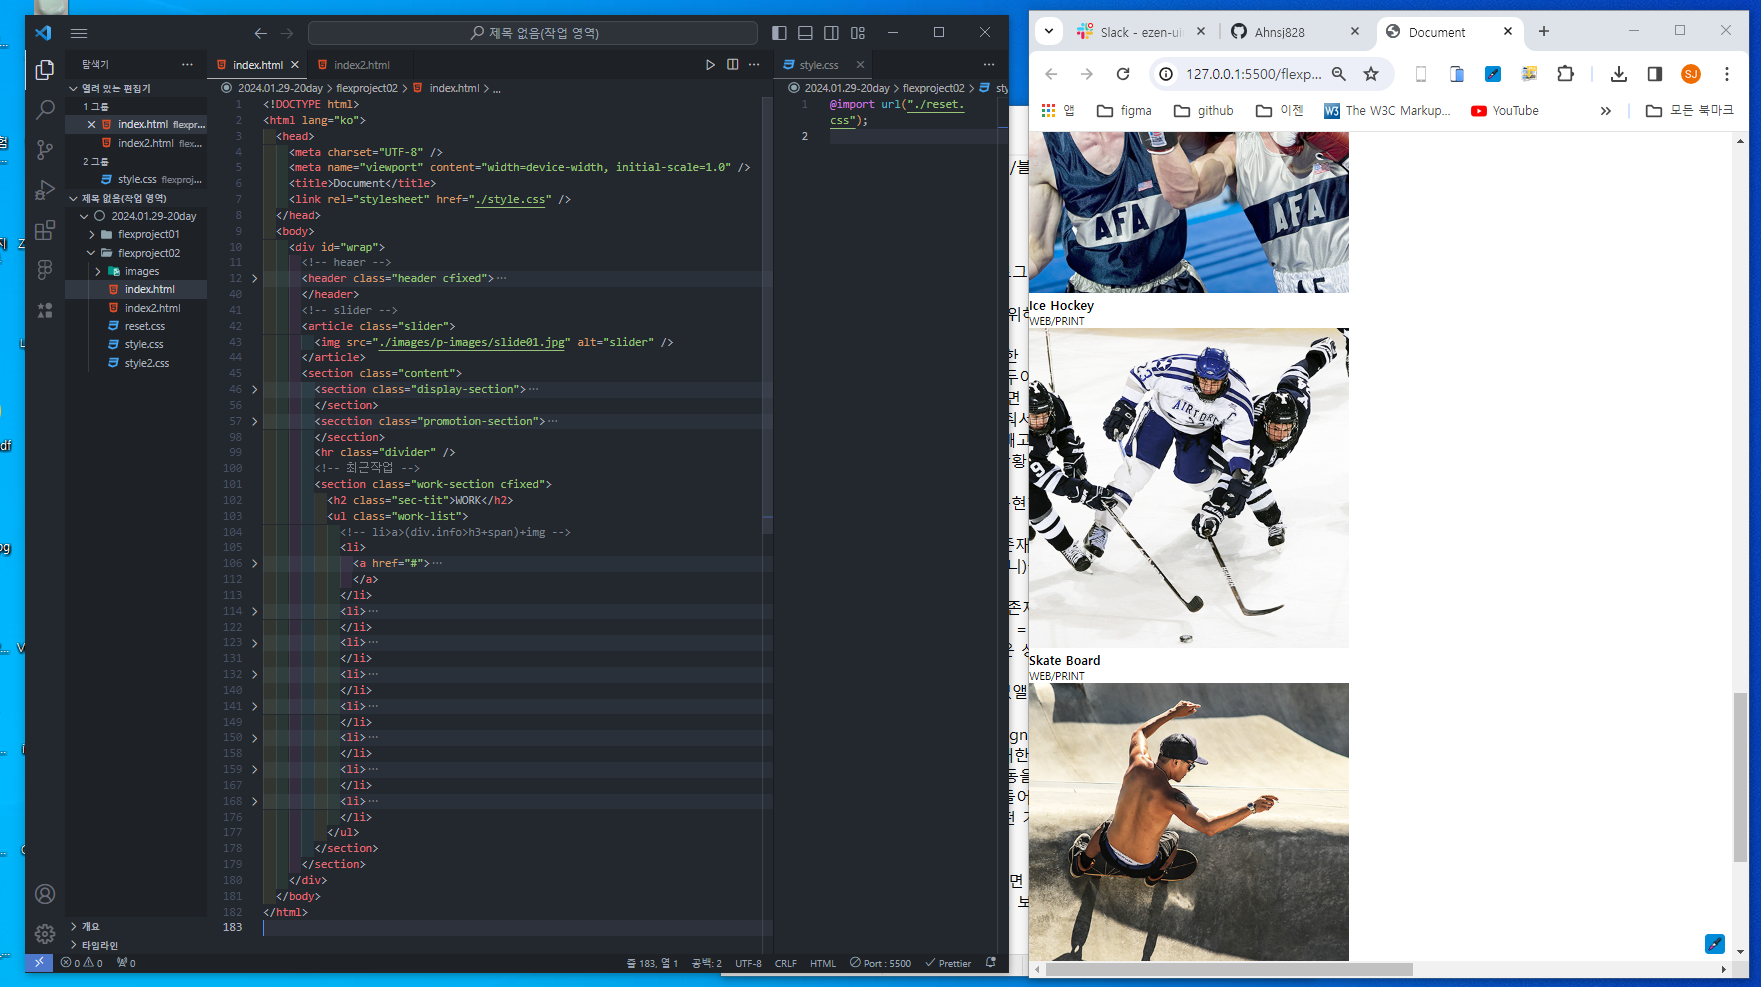 제목 없음(작업 영역)
탐색기
열려 있는 편집기
1 그룹
index.html flexpr...
index2.html flex...
2 그룹
style.css flexproj...
제목 없음(작업 영역)
2024.01.29-20day
flexproject01
flexproject02
images
index.html
index2.html
reset.css
style.css
style2.css
개요
타임라인
index.html
index2.html
2024.01.29-20day > flexproject02 > index.html > ...
1 <!DOCTYPE html>
2 <html lang="ko">
3 <head>
4 <meta charset="UTF-8" />
5 <meta name="viewport" content="width=device-width, initial-scale=1.0" />
6 <title>Document</title>
7 <link rel="stylesheet" href="./style.css" />
8 </head>
9 <body>
10 <div id="wrap">
11 <!-- heaer -->
12 <header class="header cfixed">···
40 </header>
41 <!-- slider -->
42 <article class="slider">
43 <img src="./images/p-images/slide01.jpg" alt="slider" />
44 </article>
45 <section class="content">
46 <section class="display-section">···
56 </section>
57 <secction class="promotion-section">···
98 </secction>
99 <hr class="divider" />
100 <!-- 최근작업 -->
101 <section class="work-section cfixed">
102 <h2 class="sec-tit">WORK</h2>
103 <ul class="work-list">
104 <!-- li>a>(div.info>h3+span)+img -->
105 <li>
106 <a href="#">···
112 </a>
113 </li>
114 <li>···
122 </li>
123 <li>···
131 </li>
132 <li>···
140 </li>
141 <li>···
149 </li>
150 <li>···
158 </li>
159 <li>···
167 </li>
168 <li>···
176 </li>
177 </ul>
178 </section>
179 </section>
180 </div>
181 </body>
182 </html>
183
style.css
2024.01.29-20day > flexproject02 > sty
1 @import url("./reset.
css");
2
0 0 0
줄 183, 열 1 공백: 2 UTF-8 CRLF HTML Port : 5500 Prettier
Slack - ezen-ui
Ahnsj828
Document
127.0.0.1:5500/flexp...
SJ
앱
figma
github
이젠
W3 The W3C Markup...
YouTube
모든 북마크
AFA
AFA
Ice Hockey
WEB/PRINT
Skate Board
WEB/PRINT